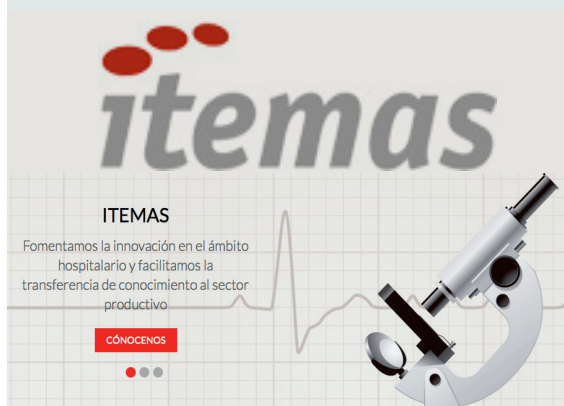 itemas
ITEMAS
Fomentamos la innovación en el ámbito
hospitalario y facilitamos la
transferencia de conocimiento al sector
productivo
CÓNOCENOS